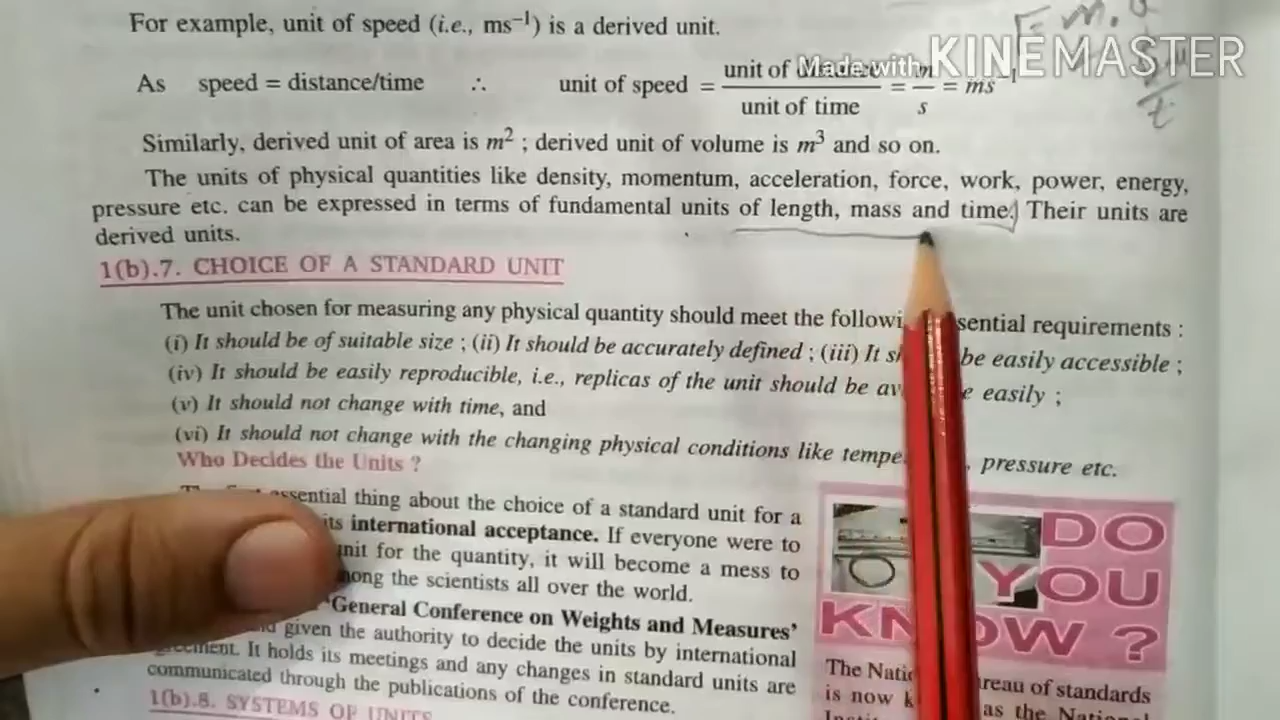 For example, unit of speed (i.e., ms⁻¹) is a derived unit.
Made with KINEMASTER
As speed = distance/time ∴ unit of speed = unit of / unit of time = m/s = ms⁻¹
Similarly, derived unit of area is m² ; derived unit of volume is m³ and so on.
The units of physical quantities like density, momentum, acceleration, force, work, power, energy,
pressure etc. can be expressed in terms of fundamental units of length, mass and time. Their units are
derived units.
1(b).7. CHOICE OF A STANDARD UNIT
The unit chosen for measuring any physical quantity should meet the requirements :
(i) It should be of suitable size ; (ii) It should be accurately defined ; (iii) It be easily accessible ;
(iv) It should be easily reproducible, i.e., replicas of the unit should be easily ;
(v) It should not change with time, and
(vi) It should not change with the changing physical conditions like pressure etc.
Who Decides the Units ?
essential thing about the choice of a standard unit for a
its international acceptance. If everyone were to
unit for the quantity, it will become a mess to
among the scientists all over the world.
'General Conference on Weights and Measures'
given the authority to decide the units by international
agreement. It holds its meetings and any changes in standard units are
communicated through the publications of the conference.
1(b).8. SYSTEMS OF UNITS
DO
YOU
KNOW ?
The of standards
is now as the National